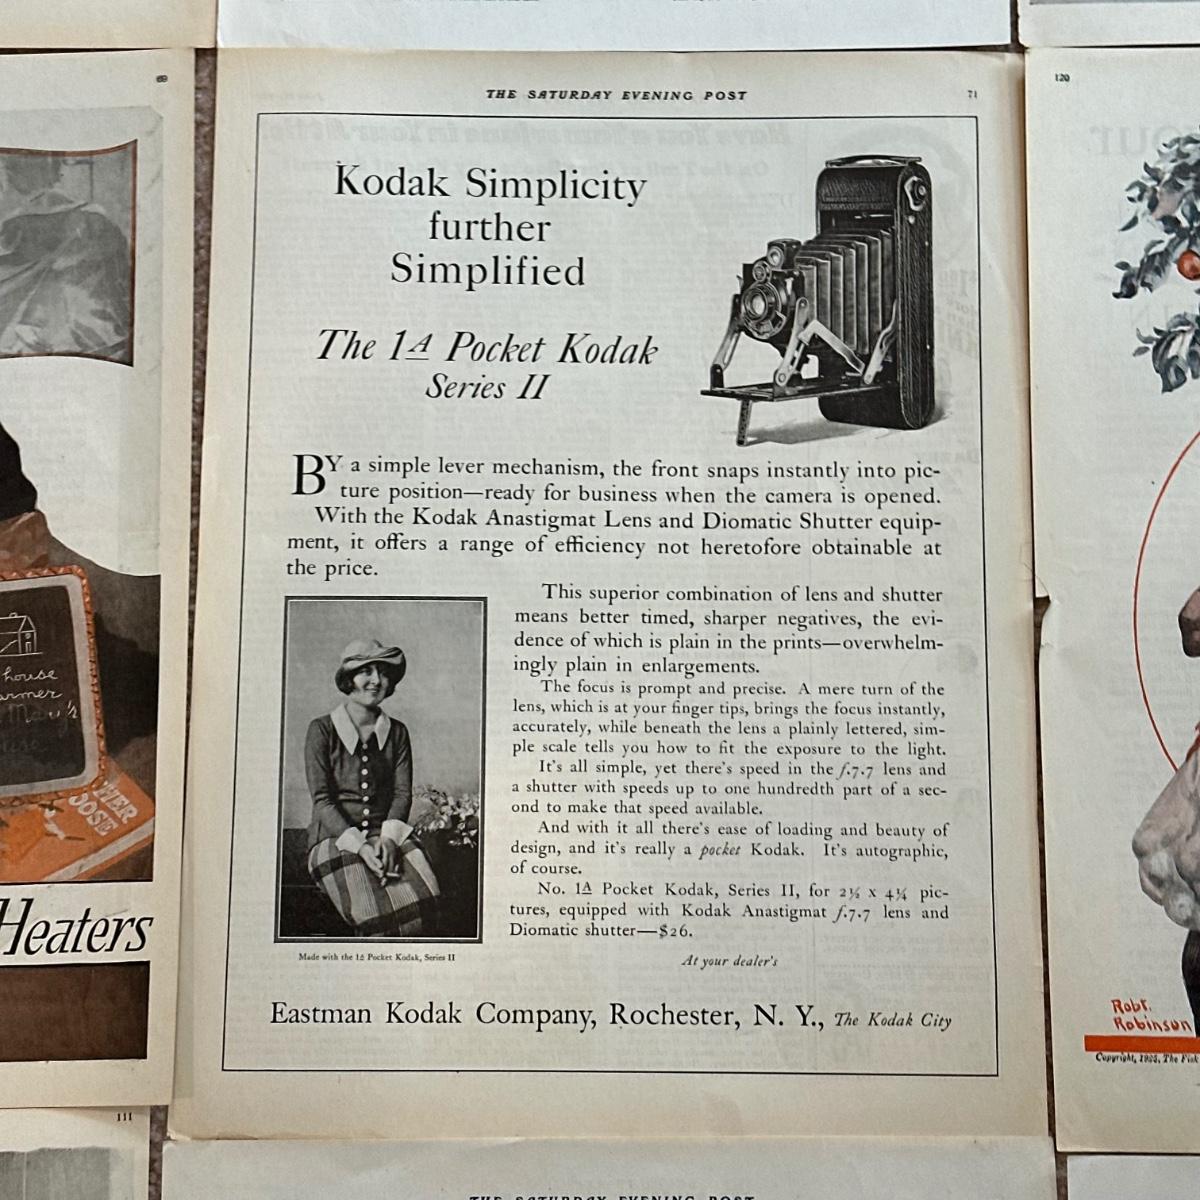 69
THE SATURDAY EVENING POST
71
Kodak Simplicity
further
Simplified
The 1A Pocket Kodak
Series II
BY a simple lever mechanism, the front snaps instantly into pic-
ture position—ready for business when the camera is opened.
With the Kodak Anastigmat Lens and Diomatic Shutter equip-
ment, it offers a range of efficiency not heretofore obtainable at
the price.
This superior combination of lens and shutter
means better timed, sharper negatives, the evi-
dence of which is plain in the prints—overwhelm-
ingly plain in enlargements.
The focus is prompt and precise. A mere turn of the
lens, which is at your finger tips, brings the focus instantly,
accurately, while beneath the lens a plainly lettered, sim-
ple scale tells you how to fit the exposure to the light.
It's all simple, yet there's speed in the f.7.7 lens and
a shutter with speeds up to one hundredth part of a sec-
ond to make that speed available.
And with it all there's ease of loading and beauty of
design, and it's really a pocket Kodak. It's autographic,
of course.
No. 1A Pocket Kodak, Series II, for 2½ x 4¼ pic-
tures, equipped with Kodak Anastigmat f.7.7 lens and
Diomatic shutter—$26.
At your dealer's
Made with the 1A Pocket Kodak, Series II
Eastman Kodak Company, Rochester, N. Y., The Kodak City
house
armer
Mary's
Heaters
111
120
Robt.
Robinson
Copyright, The Fisk
THE SATURDAY EVENING POST